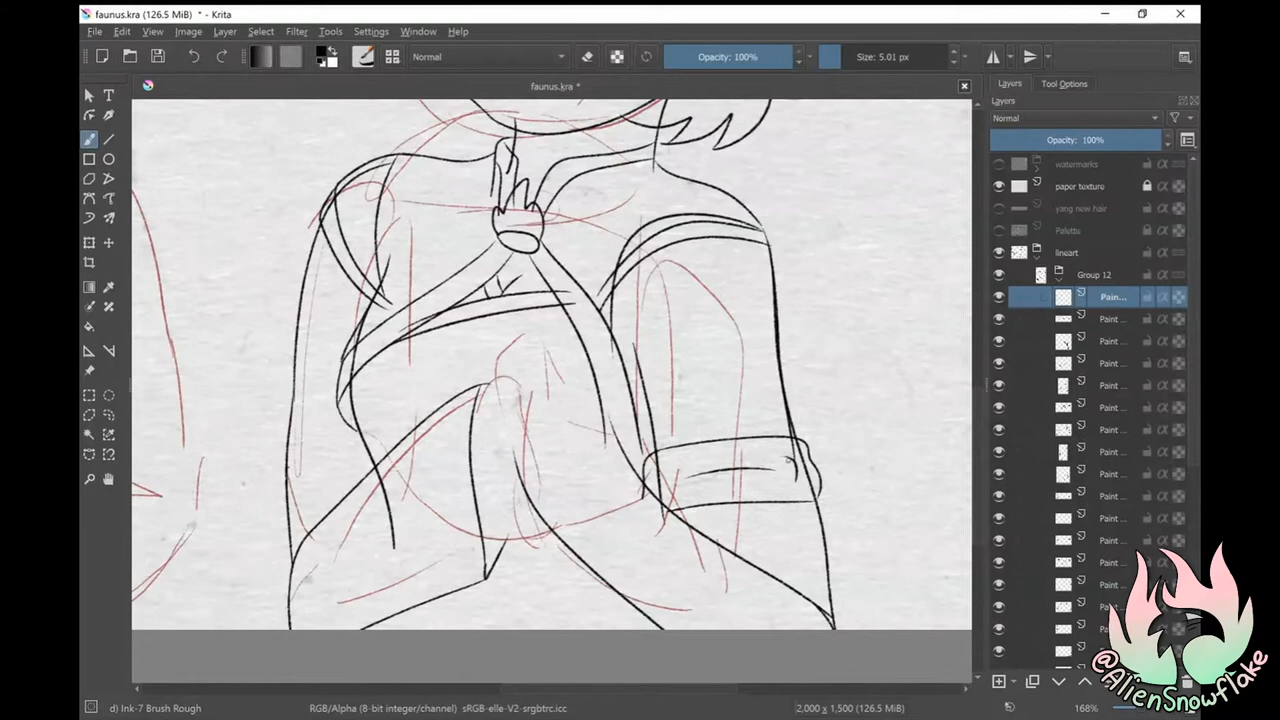 faunus.kra (126.5 MiB) * - Krita
File Edit View Image Layer Select Filter Tools Settings Window Help
Normal
Opacity: 100%
Size: 5.01 px
faunus.kra *
Layers
Tool Options
Layers
Normal
Opacity: 100%
watermarks
paper texture
yang new hair
Palette
lineart
Group 12
Pain...
Paint ...
Paint ...
Paint ...
Paint ...
Paint ...
Paint ...
Paint ...
Paint ...
Paint ...
Paint ...
Paint ...
Paint ...
Paint ...
@AlienSnowflake
d) Ink-7 Brush Rough
RGB/Alpha (8-bit integer/channel) sRGB-elle-V2-srgbtrc.icc
2,000 x 1,500 (126.5 MiB)
168%